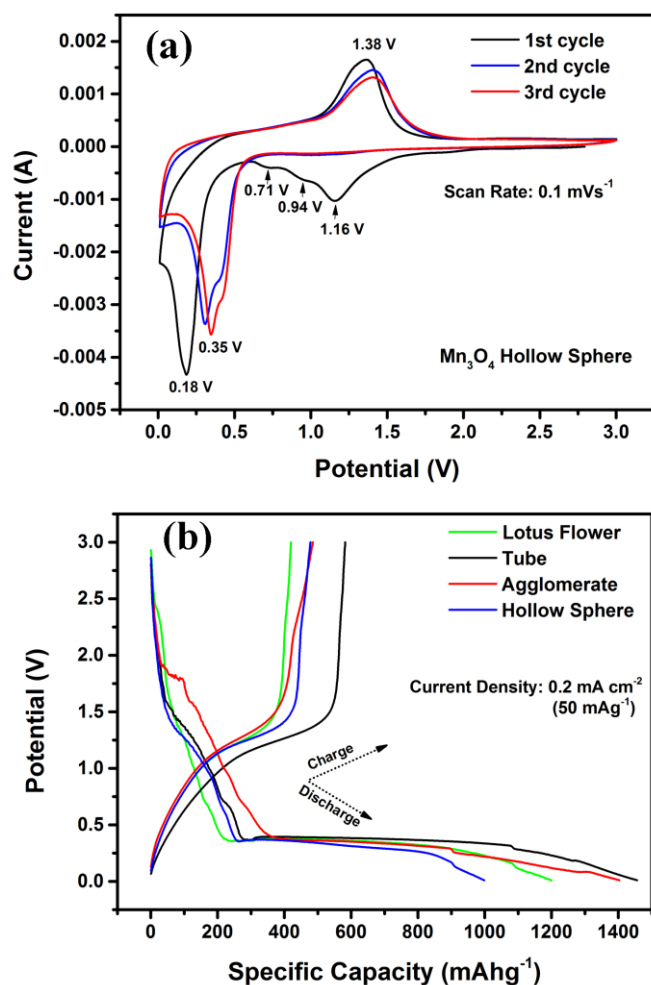 (a)
1.38 V
1st cycle
2nd cycle
3rd cycle
0.002
0.001
0.000
-0.001
-0.002
-0.003
-0.004
-0.005
Current (A)
0.71 V
0.94 V
1.16 V
Scan Rate: 0.1 mVs⁻¹
0.35 V
0.18 V
Mn₃O₄ Hollow Sphere
0.0 0.5 1.0 1.5 2.0 2.5 3.0
Potential (V)
(b)
Lotus Flower
Tube
Agglomerate
Hollow Sphere
3.0
2.5
2.0
1.5
1.0
0.5
0.0
Potential (V)
Current Density: 0.2 mA cm⁻²
(50 mAg⁻¹)
Charge
Discharge
0 200 400 600 800 1000 1200 1400
Specific Capacity (mAhg⁻¹)